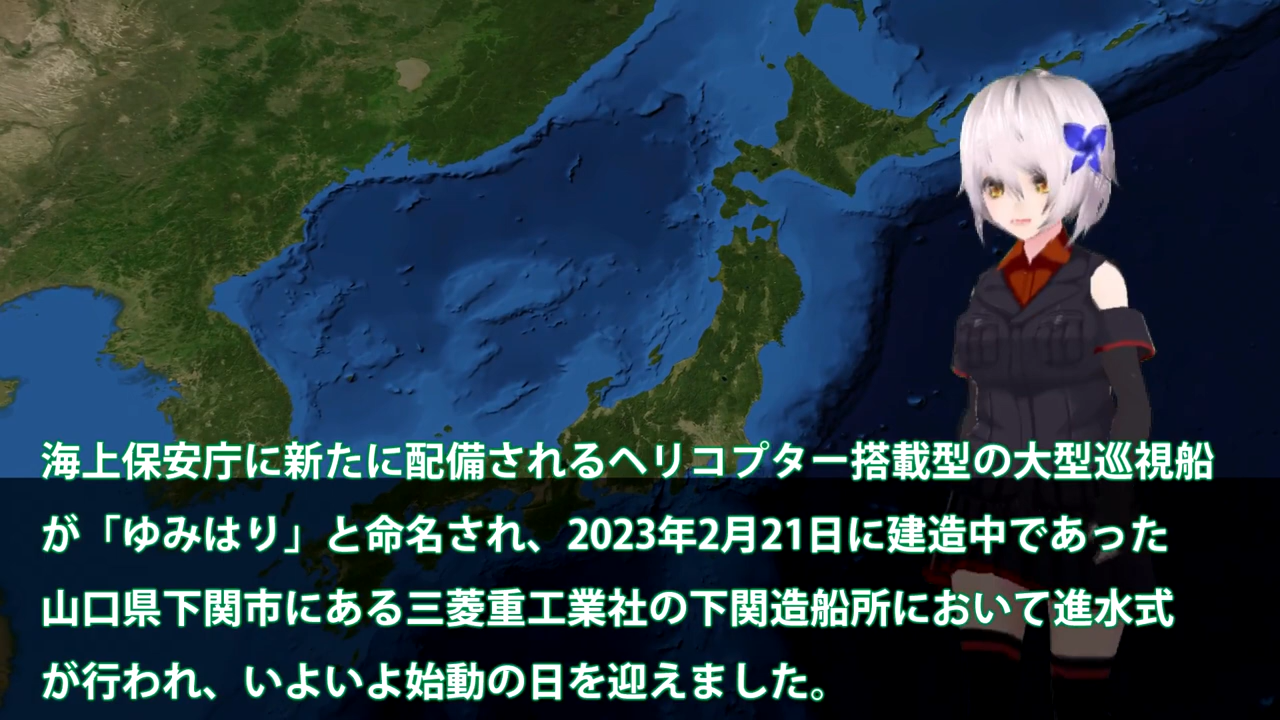 海上保安庁に新たに配備されるヘリコプター搭載型の大型巡視船
が「ゆみはり」と命名され、2023年2月21日に建造中であった
山口県下関市にある三菱重工業社の下関造船所において進水式
が行われ、いよいよ始動の日を迎えました。